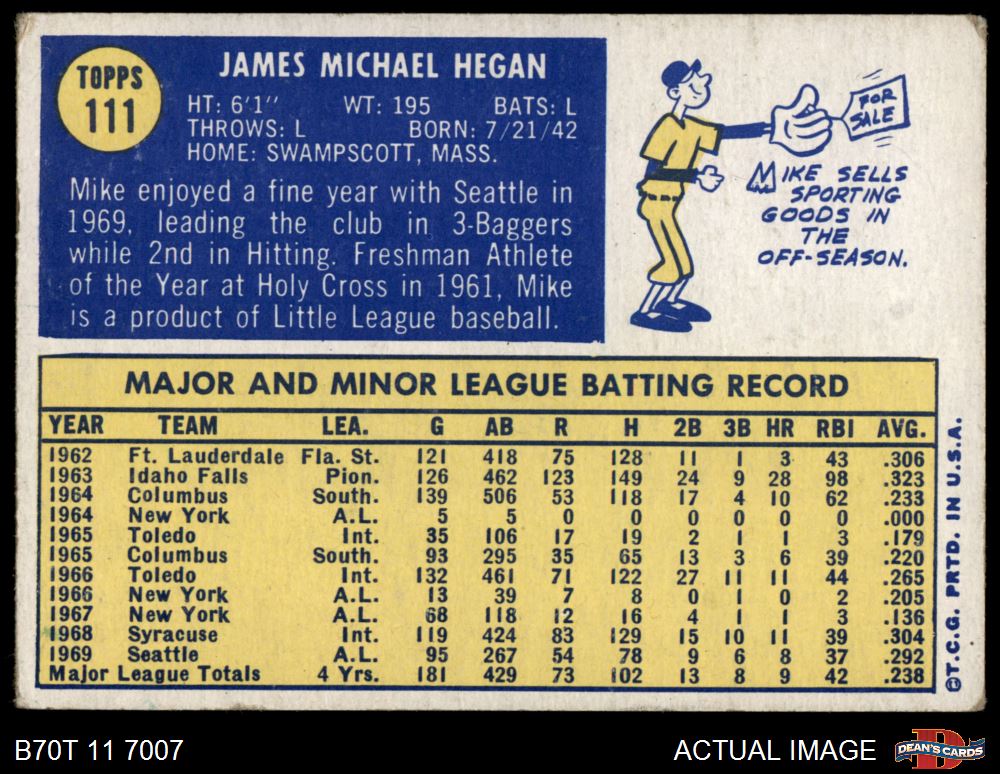 TOPPS
111
JAMES MICHAEL HEGAN
HT: 6'1" WT: 195 BATS: L
THROWS: L BORN: 7/21/42
HOME: SWAMPSCOTT, MASS.
Mike enjoyed a fine year with Seattle in
1969, leading the club in 3-Baggers
while 2nd in Hitting. Freshman Athlete
of the Year at Holy Cross in 1961, Mike
is a product of Little League baseball.
FOR
SALE
MIKE SELLS
SPORTING
GOODS IN
THE
OFF-SEASON.
MAJOR AND MINOR LEAGUE BATTING RECORD
YEAR TEAM LEA. G AB R H 2B 3B HR RBI AVG.
1962 Ft. Lauderdale Fla. St. 121 418 75 128 11 1 3 43 .306
1963 Idaho Falls Pion. 126 462 123 149 24 9 28 98 .323
1964 Columbus South. 139 506 53 118 17 4 10 62 .233
1964 New York A.L. 5 5 0 0 0 0 0 0 .000
1965 Toledo Int. 35 106 17 19 2 1 1 3 .179
1965 Columbus South. 93 295 35 65 13 3 6 39 .220
1966 Toledo Int. 132 461 71 122 27 11 11 44 .265
1966 New York A.L. 13 39 7 8 0 1 0 2 .205
1967 New York A.L. 68 118 12 16 4 1 1 3 .136
1968 Syracuse Int. 119 424 83 129 15 10 11 39 .304
1969 Seattle A.L. 95 267 54 78 9 6 8 37 .292
Major League Totals 4 Yrs. 181 429 73 102 13 8 9 42 .238
©T.C.G. PRTD. IN U.S.A.
B70T 11 7007
ACTUAL IMAGE
D
DEAN'S CARDS